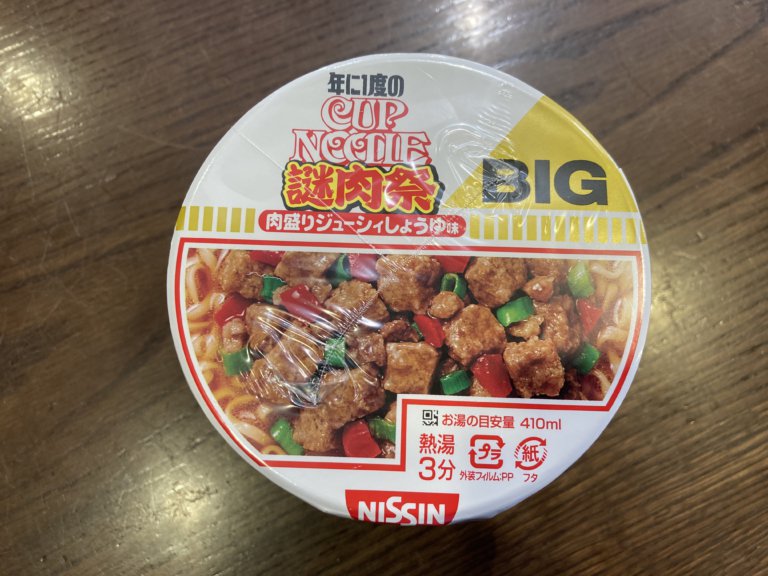 年に1度の
CUP
NOODLE
謎肉祭
BIG
肉盛りジューシィしょうゆ味
お湯の目安量 410ml
熱湯
3分
プラ
外装フィルム:PP
紙
フタ
NISSIN